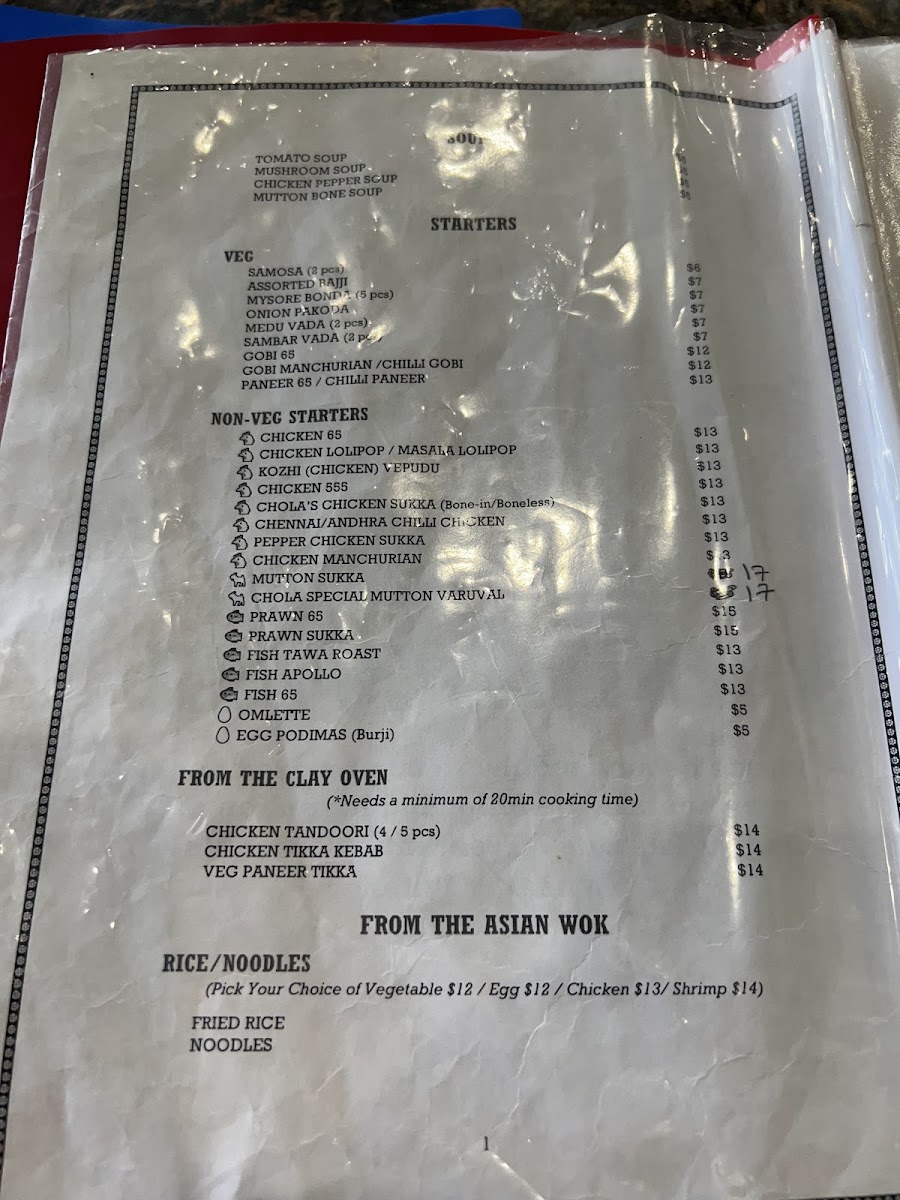 SOUP
TOMATO SOUP
MUSHROOM SOUP
CHICKEN PEPPER SOUP $8
MUTTON BONE SOUP $8
STARTERS
VEG
SAMOSA (2 pcs) $6
ASSORTED BAJJI $7
MYSORE BONDA (5 pcs) $7
ONION PAKODA $7
MEDU VADA (2 pcs) $7
SAMBAR VADA (2 pcs) $7
GOBI 65 $12
GOBI MANCHURIAN /CHILLI GOBI $12
PANEER 65 / CHILLI PANEER $13
NON-VEG STARTERS
CHICKEN 65 $13
CHICKEN LOLIPOP / MASALA LOLIPOP $13
KOZHI (CHICKEN) VEPUDU $13
CHICKEN 555 $13
CHOLA'S CHICKEN SUKKA (Bone-in/Boneless) $13
CHENNAI/ANDHRA CHILLI CHICKEN $13
PEPPER CHICKEN SUKKA $13
CHICKEN MANCHURIAN $13
MUTTON SUKKA 17
CHOLA SPECIAL MUTTON VARUVAL 17
PRAWN 65 $15
PRAWN SUKKA $15
FISH TAWA ROAST $13
FISH APOLLO $13
FISH 65 $13
OMLETTE $5
EGG PODIMAS (Burji) $5
FROM THE CLAY OVEN
(*Needs a minimum of 20min cooking time)
CHICKEN TANDOORI (4 / 5 pcs) $14
CHICKEN TIKKA KEBAB $14
VEG PANEER TIKKA $14
FROM THE ASIAN WOK
RICE/NOODLES
(Pick Your Choice of Vegetable $12 / Egg $12 / Chicken $13/ Shrimp $14)
FRIED RICE
NOODLES
1